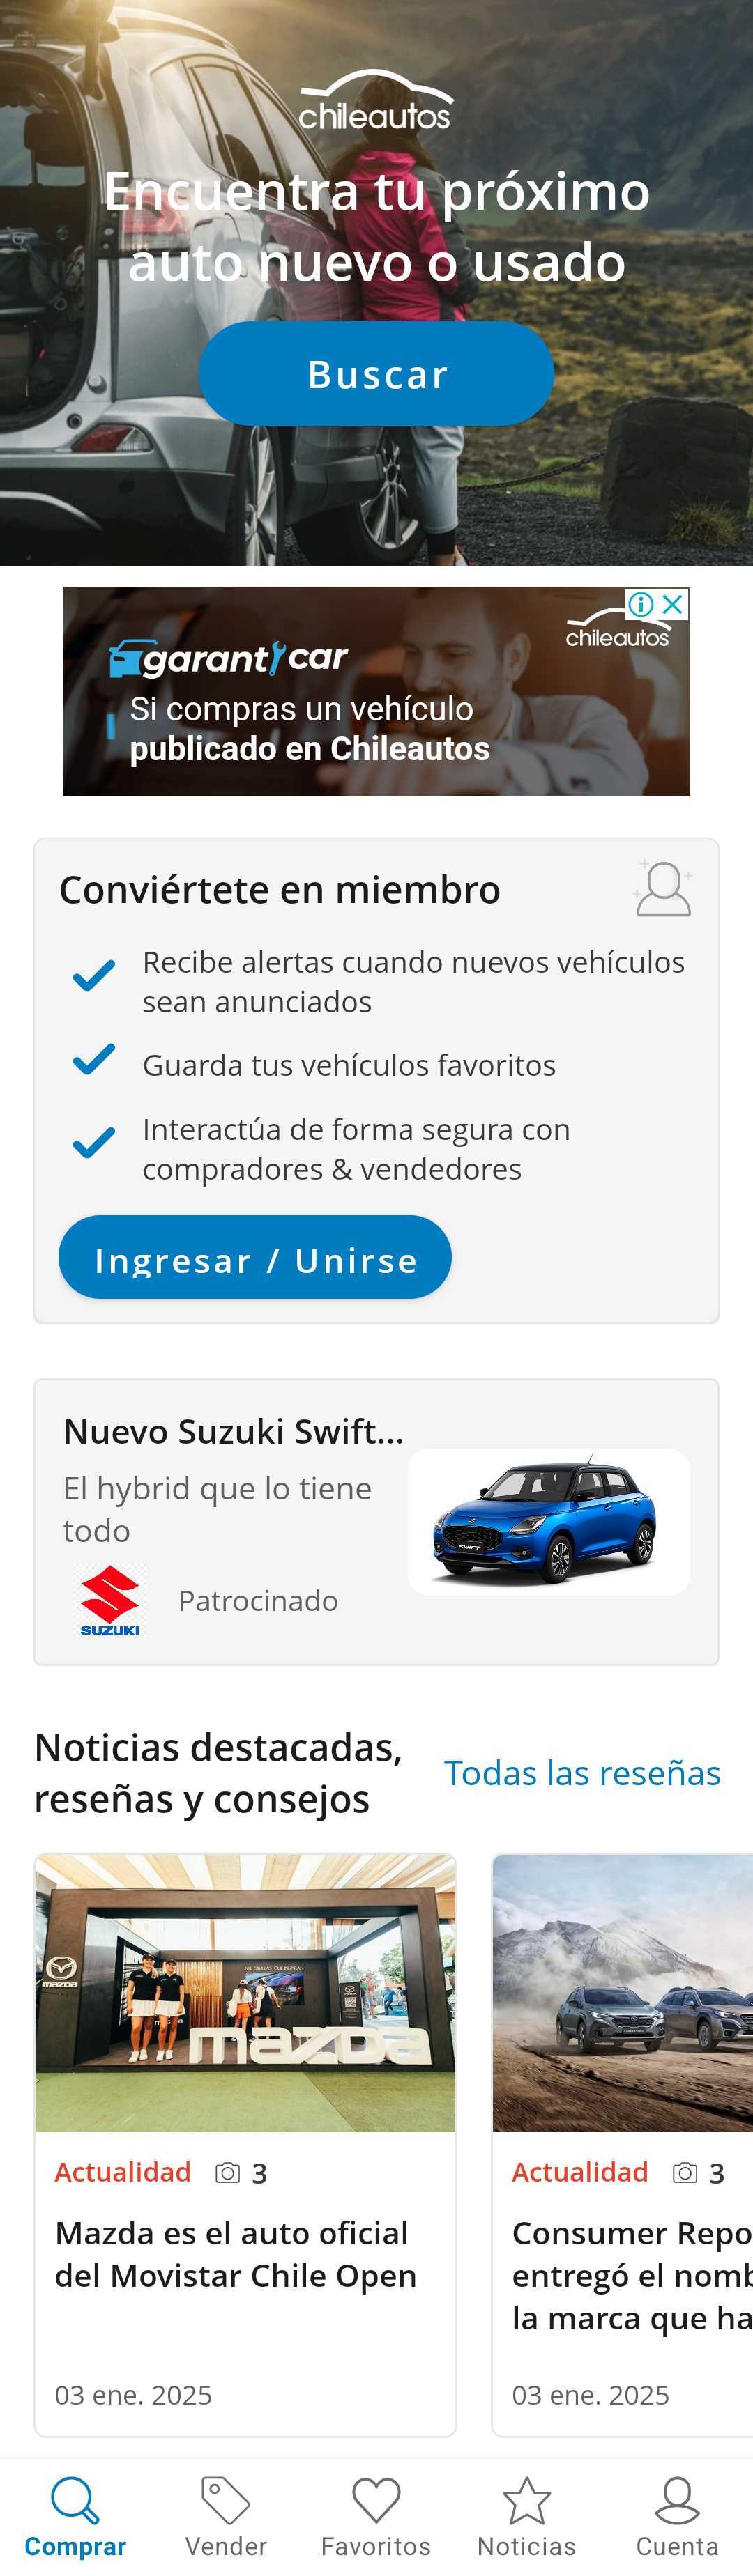 chileautos
Encuentra tu próximo
auto nuevo o usado
Buscar
garanticar
chileautos
Si compras un vehículo
publicado en Chileautos
Conviértete en miembro
Recibe alertas cuando nuevos vehículos
sean anunciados
Guarda tus vehículos favoritos
Interactúa de forma segura con
compradores & vendedores
Ingresar / Unirse
Nuevo Suzuki Swift...
El hybrid que lo tiene
todo
SWIFT
SUZUKI
Patrocinado
Noticias destacadas,
reseñas y consejos
Todas las reseñas
mazda
mazda
Actualidad 3
Mazda es el auto oficial
del Movistar Chile Open
03 ene. 2025
Actualidad 3
Consumer Repo
entregó el nomb
la marca que ha
03 ene. 2025
Comprar
Vender
Favoritos
Noticias
Cuenta